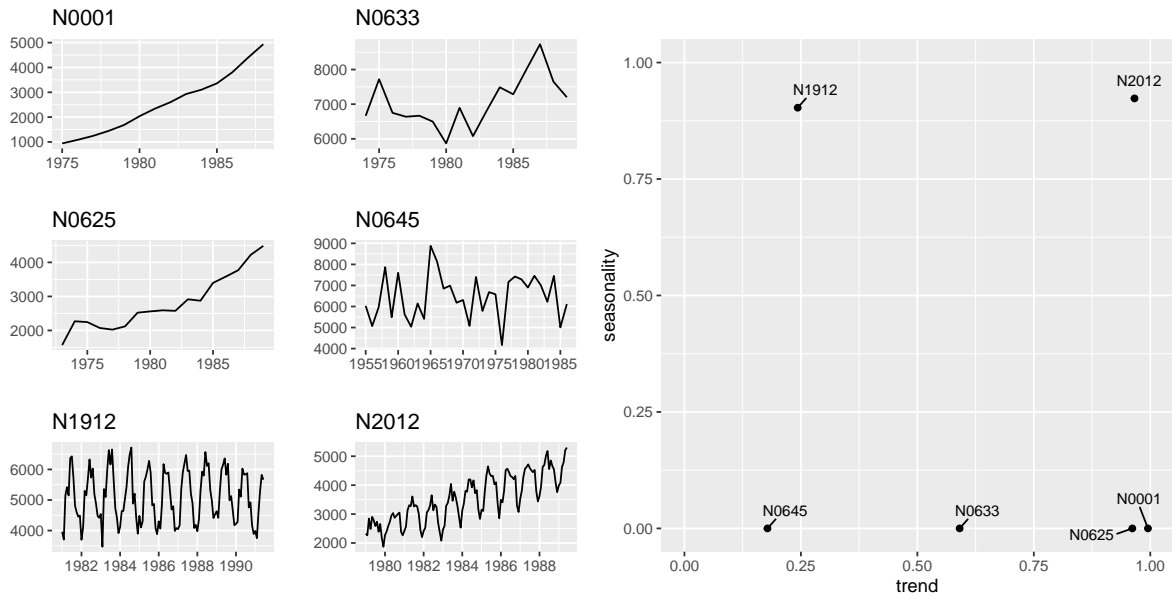 N0001
5000
4000
3000
2000
1000
1975 1980 1985
N0633
8000
7000
6000
1975 1980 1985
N0625
4000
3000
2000
1975 1980 1985
N0645
9000
8000
7000
6000
5000
4000
1955 1960 1965 1970 1975 1980 1985
N1912
6000
5000
4000
1982 1984 1986 1988 1990
N2012
5000
4000
3000
2000
1980 1982 1984 1986 1988
seasonality
1.00
0.75
0.50
0.25
0.00
N1912
N2012
N0645
N0633
N0001
N0625
0.00 0.25 0.50 0.75 1.00
trend